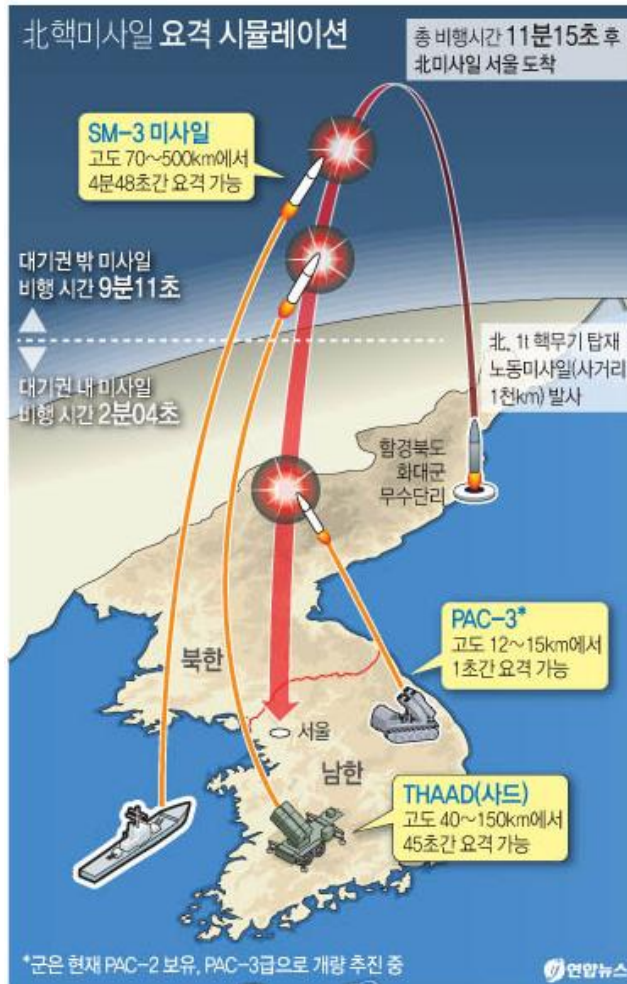 北핵미사일 요격 시뮬레이션
총 비행시간 11분15초 후
北미사일 서울 도착
SM-3 미사일
고도 70~500km에서
4분48초간 요격 가능
대기권 밖 미사일
비행 시간 9분11초
대기권 내 미사일
비행 시간 2분04초
北, 1t 핵무기 탑재
노동미사일(사거리
1천km) 발사
함경북도
화대군
무수단리
PAC-3*
고도 12~15km에서
1초간 요격 가능
북한
서울
남한
THAAD(사드)
고도 40~150km에서
45초간 요격 가능
*군은 현재 PAC-2 보유, PAC-3급으로 개량 추진 중
연합뉴스